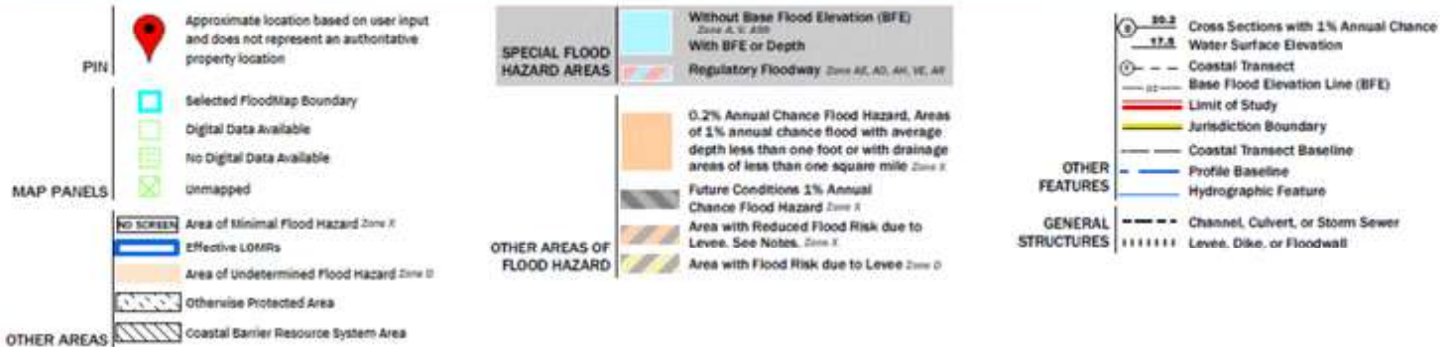 PIN
Approximate location based on user input
and does not represent an authoritative
property location
MAP PANELS
Selected FloodMap Boundary
Digital Data Available
No Digital Data Available
Unmapped
OTHER AREAS
NO SCREEN Area of Minimal Flood Hazard Zone X
Effective LOMRs
Area of Undetermined Flood Hazard Zone D
Otherwise Protected Area
Coastal Barrier Resource System Area
SPECIAL FLOOD
HAZARD AREAS
Without Base Flood Elevation (BFE)
Zone A, V, A99
With BFE or Depth
Regulatory Floodway Zone AE, AO, AH, VE, AR
OTHER AREAS OF
FLOOD HAZARD
0.2% Annual Chance Flood Hazard, Areas
of 1% annual chance flood with average
depth less than one foot or with drainage
areas of less than one square mile Zone X
Future Conditions 1% Annual
Chance Flood Hazard Zone X
Area with Reduced Flood Risk due to
Levee. See Notes. Zone X
Area with Flood Risk due to Levee Zone D
OTHER
FEATURES
20.2 Cross Sections with 1% Annual Chance
17.5 Water Surface Elevation
Coastal Transect
Base Flood Elevation Line (BFE)
Limit of Study
Jurisdiction Boundary
Coastal Transect Baseline
Profile Baseline
Hydrographic Feature
GENERAL
STRUCTURES
Channel, Culvert, or Storm Sewer
Levee, Dike, or Floodwall